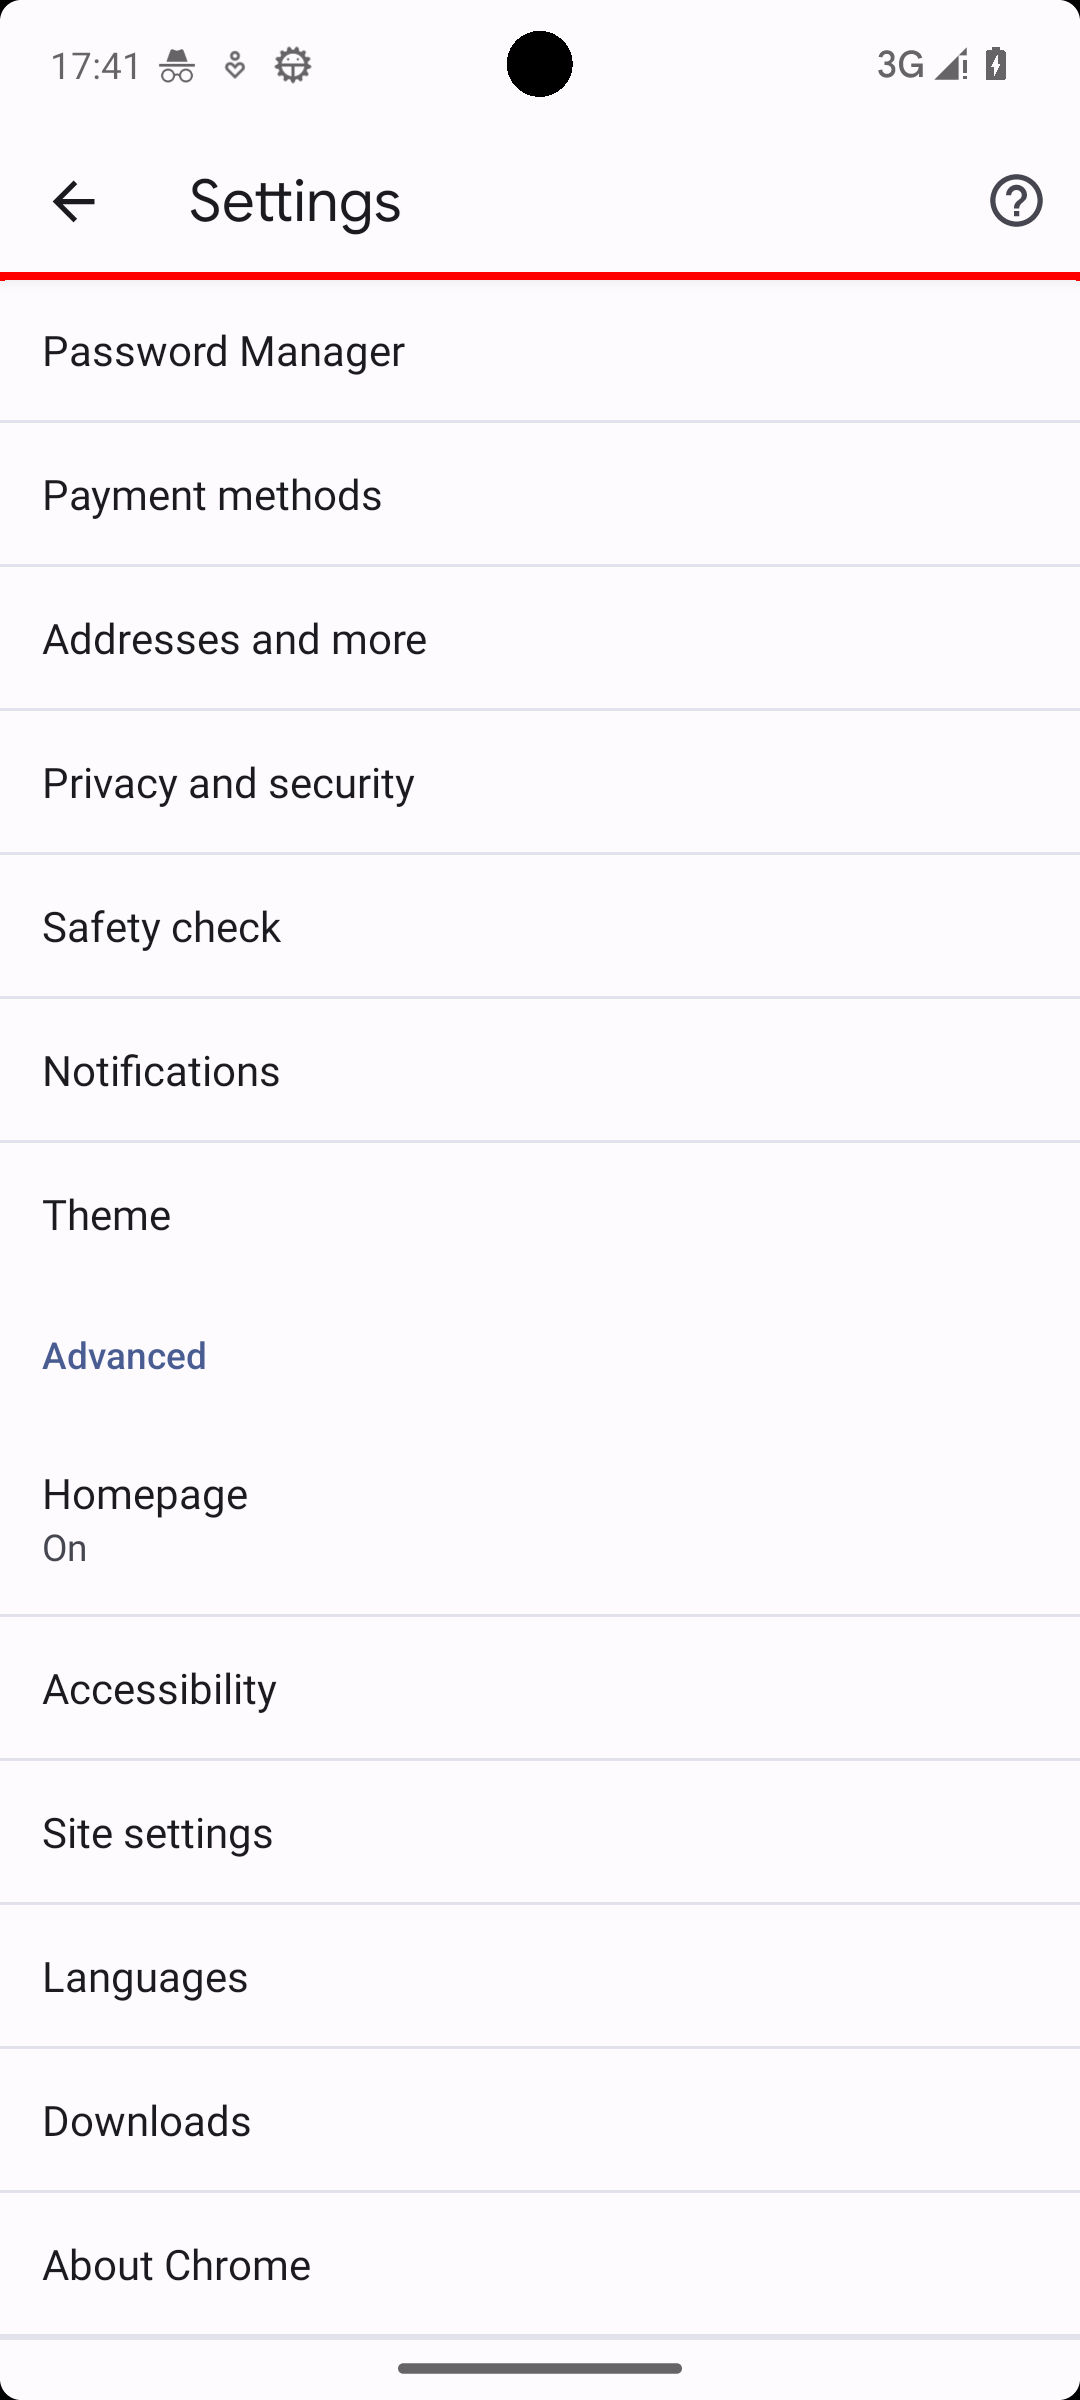 17:41
3G
Settings
Password Manager
Payment methods
Addresses and more
Privacy and security
Safety check
Notifications
Theme
Advanced
Homepage
On
Accessibility
Site settings
Languages
Downloads
About Chrome